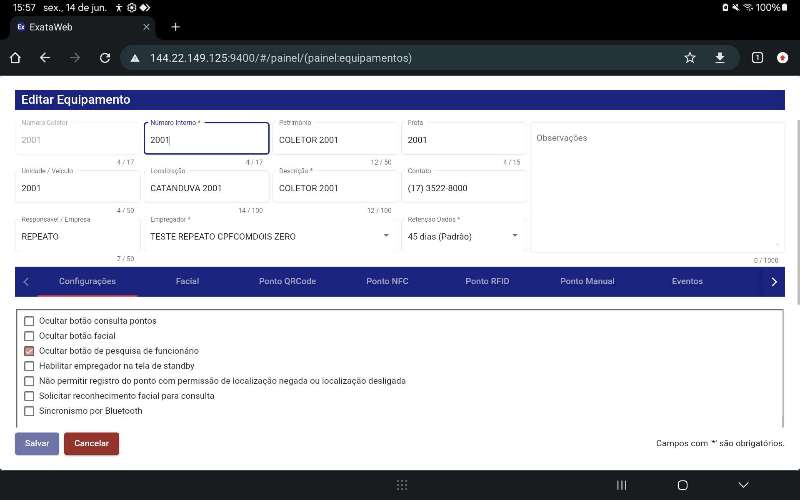 15:57 sex., 14 de jun. 100%
Ex ExataWeb
144.22.149.125:9400/#/painel/(painel:equipamentos) 1
Editar Equipamento
Número Coletor Número Interno * Patrimônio Frota
2001 2001 COLETOR 2001 2001 Observações
4 / 17 4 / 17 12 / 50 4 / 15
Unidade / Veículo Localização Descrição * Contato
2001 CATANDUVA 2001 COLETOR 2001 (17) 3522-8000
4 / 50 14 / 100 12 / 100
Responsável / Empresa Empregador * Retenção Dados *
REPEATO TESTE REPEATO CPFCOMDOIS ZERO 45 dias (Padrão)
7 / 50 0 / 1000
Configurações Facial Ponto QRCode Ponto NFC Ponto RFID Ponto Manual Eventos
Ocultar botão consulta pontos
Ocultar botão facial
Ocultar botão de pesquisa de funcionário
Habilitar empregador na tela de standby
Não permitir registro do ponto com permissão de localização negada ou localização desligada
Solicitar reconhecimento facial para consulta
Sincronismo por Bluetooth
Salvar Cancelar Campos com '*' são obrigatórios.